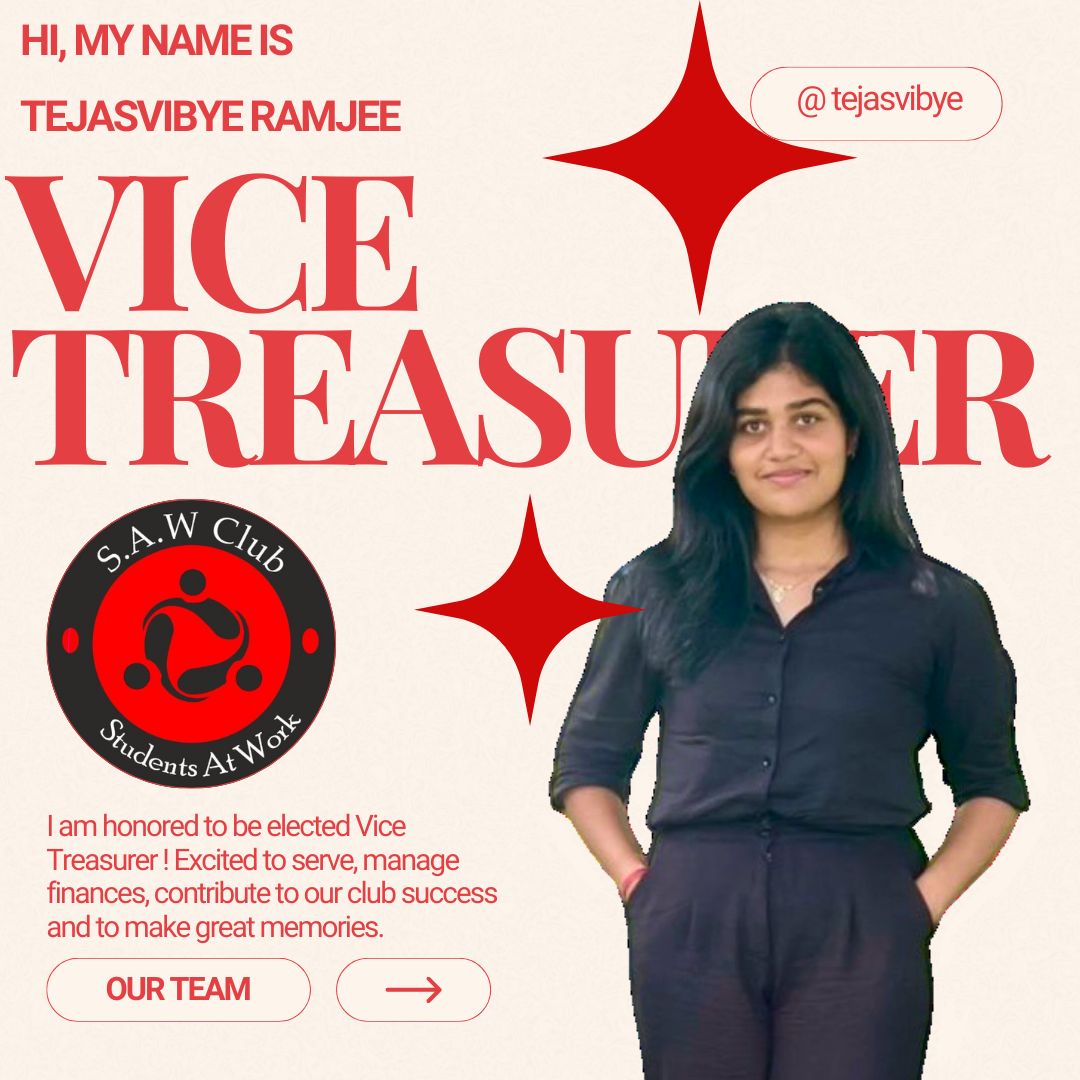 HI, MY NAME IS
TEJASVIBYE RAMJEE
@ tejasvibye
VICE
TREASURER
S.A.W Club
Students At Work
I am honored to be elected Vice
Treasurer ! Excited to serve, manage
finances, contribute to our club success
and to make great memories.
OUR TEAM